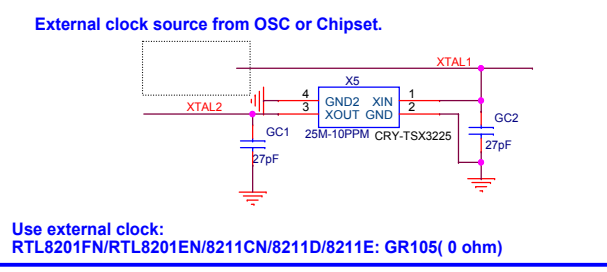 External clock source from OSC or Chipset.
XTAL1
X5
4 GND2 XIN 1
XTAL2 3 XOUT GND 2
GC1 25M-10PPM CRY-TSX3225 GC2
27pF 27pF
Use external clock:
RTL8201FN/RTL8201EN/8211CN/8211D/8211E: GR105( 0 ohm)